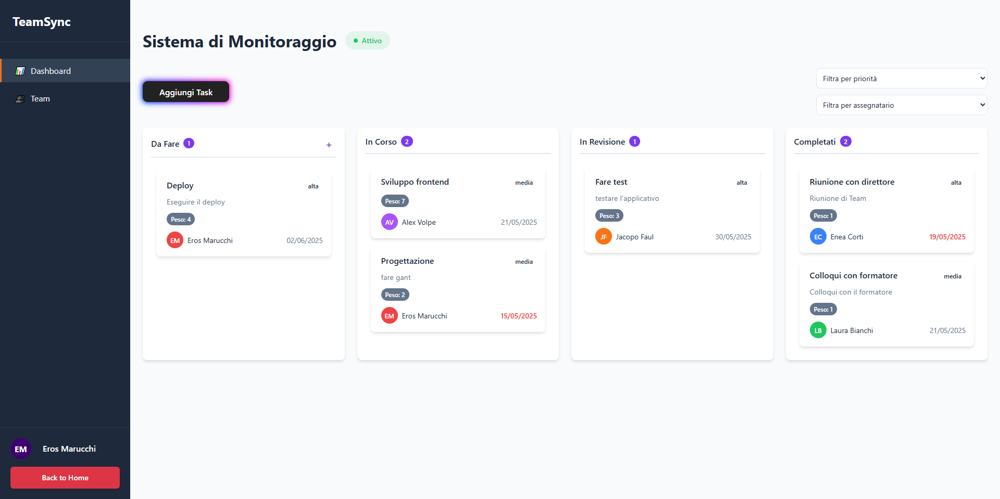 TeamSync
Dashboard
Team
EM Eros Marucchi
Back to Home
Sistema di Monitoraggio
Attivo
Aggiungi Task
Filtra per priorità
Filtra per assegnatario
Da Fare 1 +
Deploy alta
Eseguire il deploy
Peso: 4
EM Eros Marucchi 02/06/2025
In Corso 2
Sviluppo frontend media
Peso: 7
AV Alex Volpe 21/05/2025
Progettazione media
fare gant
Peso: 2
EM Eros Marucchi 15/05/2025
In Revisione 1
Fare test alta
testare l'applicativo
Peso: 3
JF Jacopo Faul 30/05/2025
Completati 2
Riunione con direttore alta
Riunione di Team
Peso: 1
EC Enea Corti 19/05/2025
Colloqui con formatore media
Colloqui con il formatore
Peso: 1
LB Laura Bianchi 21/05/2025